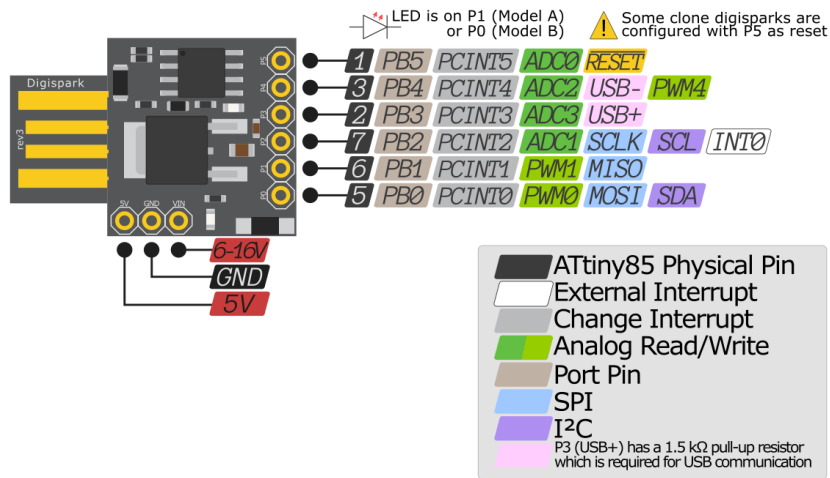 LED is on P1 (Model A)
or P0 (Model B)
Some clone digisparks are
configured with P5 as reset
Digispark
rev3
P5
P4
P3
P2
P1
P0
5V GND VIN
1 PB5 PCINT5 ADC0 RESET
3 PB4 PCINT4 ADC2 USB- PWM4
2 PB3 PCINT3 ADC3 USB+
7 PB2 PCINT2 ADC1 SCLK SCL INT0
6 PB1 PCINT1 PWM1 MISO
5 PB0 PCINT0 PWM0 MOSI SDA
6-16V
GND
5V
ATtiny85 Physical Pin
External Interrupt
Change Interrupt
Analog Read/Write
Port Pin
SPI
I²C
P3 (USB+) has a 1.5 kΩ pull-up resistor
which is required for USB communication